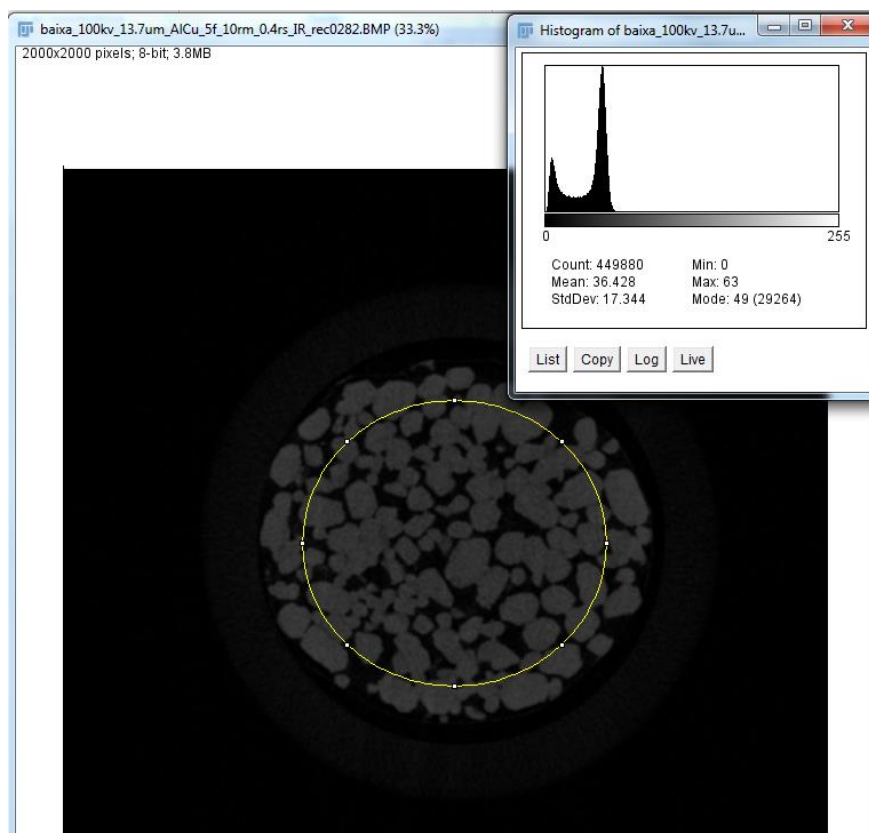 baixa_100kv_13.7um_AlCu_5f_10rm_0.4rs_IR_rec0282.BMP (33.3%)
2000x2000 pixels; 8-bit; 3.8MB
Histogram of baixa_100kv_13.7u...
0 255
Count: 449880 Min: 0
Mean: 36.428 Max: 63
StdDev: 17.344 Mode: 49 (29264)
List Copy Log Live